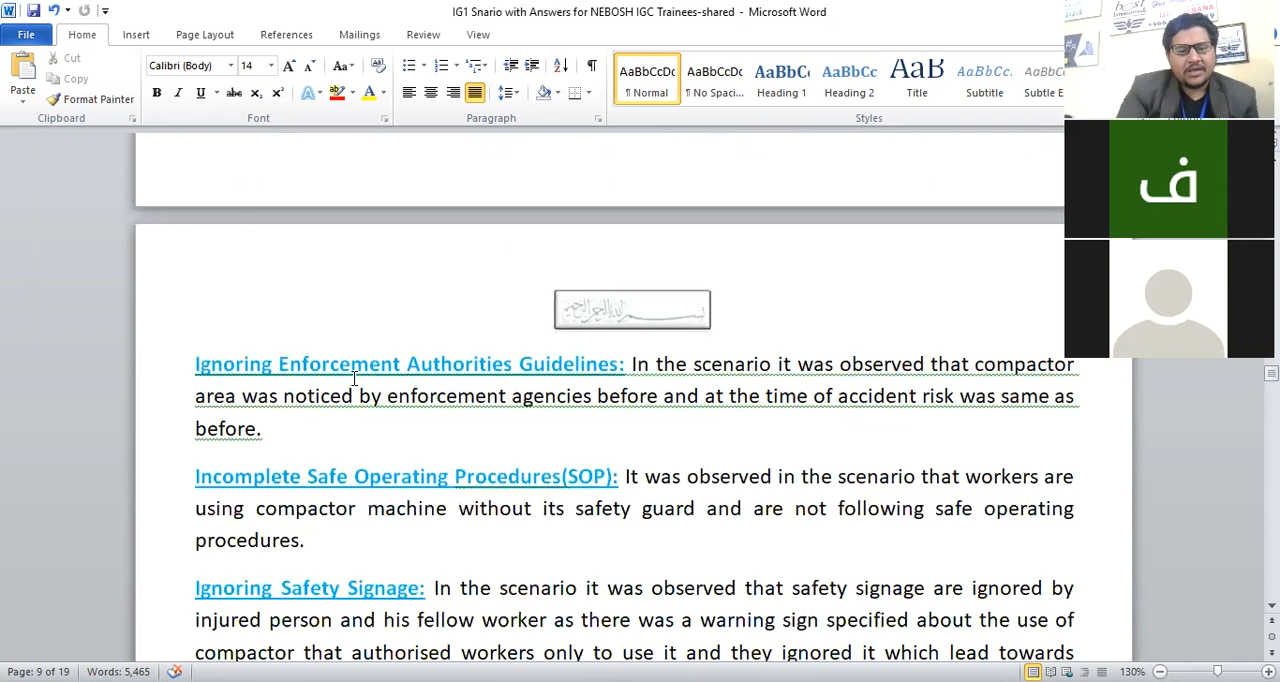 IG1 Snario with Answers for NEBOSH IGC Trainees-shared - Microsoft Word
File Home Insert Page Layout References Mailings Review View
Cut
Copy
Format Painter
Paste
Calibri (Body) 14
AaBbCcDc AaBbCcDc AaBbCc AaBbCc AaB AaBbCc. AaBbCc
¶ Normal ¶ No Spaci... Heading 1 Heading 2 Title Subtitle Subtle E
Clipboard Font Paragraph Styles
ف
بسم الله الرحمن الرحيم
Ignoring Enforcement Authorities Guidelines: In the scenario it was observed that compactor
area was noticed by enforcement agencies before and at the time of accident risk was same as
before.
Incomplete Safe Operating Procedures(SOP): It was observed in the scenario that workers are
using compactor machine without its safety guard and are not following safe operating
procedures.
Ignoring Safety Signage: In the scenario it was observed that safety signage are ignored by
injured person and his fellow worker as there was a warning sign specified about the use of
compactor that authorised workers only to use it and they ignored it which lead towards
Page: 9 of 19 Words: 5,465 130%